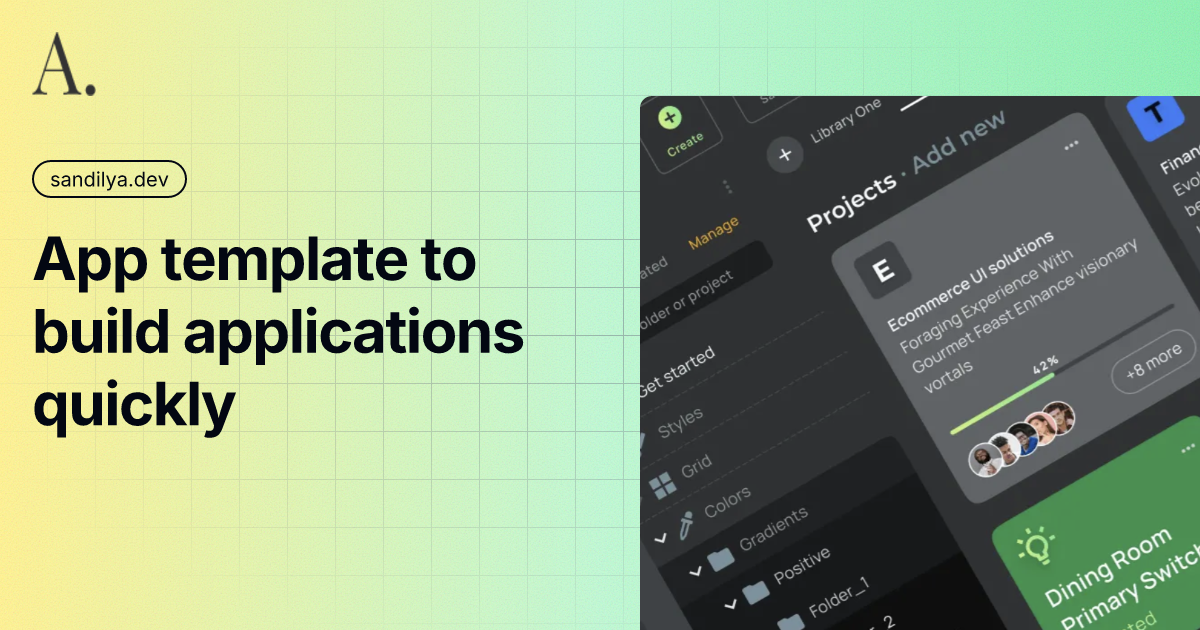 A.
sandilya.dev
App template to
build applications
quickly
Create
Library One
Projects · Add new
Manage
older or project
Get started
Styles
Grid
Colors
Gradients
Positive
Folder_1
E
Ecommerce UI solutions
Foraging Experience With
Gourmet Feast Enhance visionary
vortals
42%
+8 more
T
Dining Room
Primary Switch